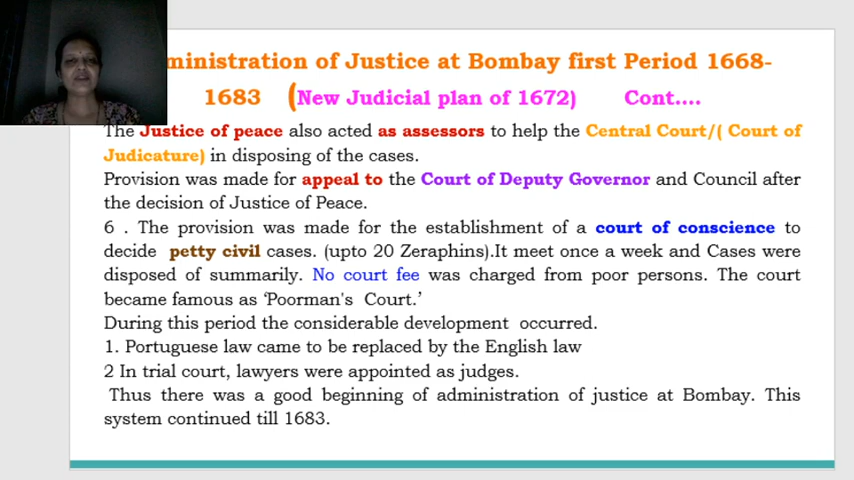 ministration of Justice at Bombay first Period 1668-
1683 (New Judicial plan of 1672) Cont....
The Justice of peace also acted as assessors to help the Central Court/( Court of
Judicature) in disposing of the cases.
Provision was made for appeal to the Court of Deputy Governor and Council after
the decision of Justice of Peace.
6 . The provision was made for the establishment of a court of conscience to
decide petty civil cases. (upto 20 Zeraphins).It meet once a week and Cases were
disposed of summarily. No court fee was charged from poor persons. The court
became famous as 'Poorman's Court.'
During this period the considerable development occurred.
1. Portuguese law came to be replaced by the English law
2 In trial court, lawyers were appointed as judges.
Thus there was a good beginning of administration of justice at Bombay. This
system continued till 1683.